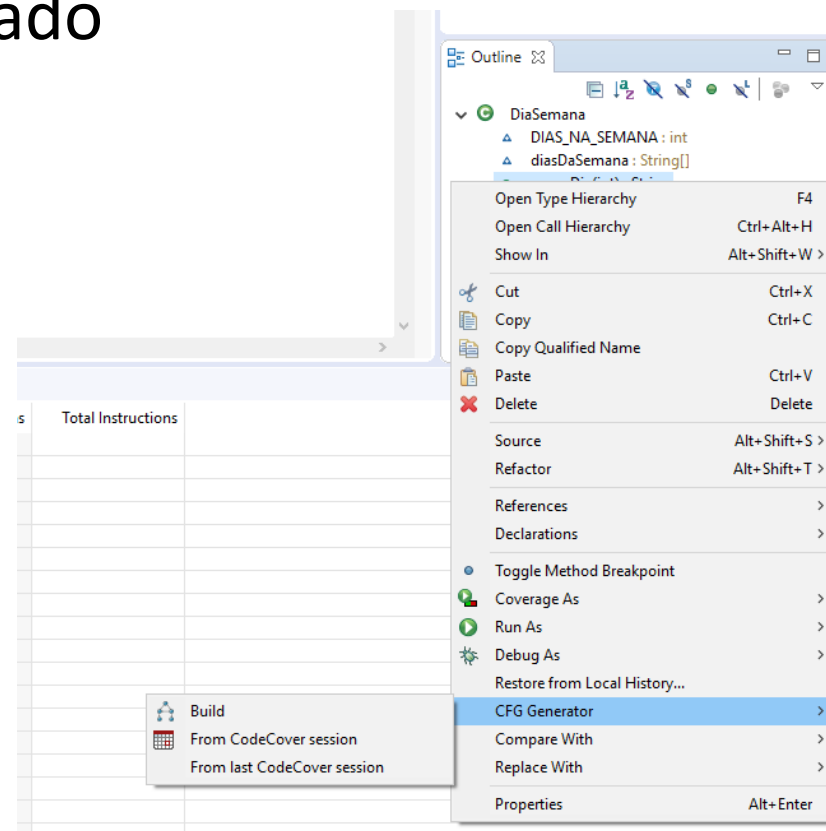 ado
Outline
DiaSemana
DIAS_NA_SEMANA : int
diasDaSemana : String[]
Open Type Hierarchy F4
Open Call Hierarchy Ctrl+Alt+H
Show In Alt+Shift+W >
Cut Ctrl+X
Copy Ctrl+C
Copy Qualified Name
Paste Ctrl+V
Delete Delete
Total Instructions
Source Alt+Shift+S >
Refactor Alt+Shift+T >
References >
Declarations >
Toggle Method Breakpoint
Coverage As >
Run As >
Debug As >
Restore from Local History...
Build
CFG Generator >
From CodeCover session
Compare With >
From last CodeCover session
Replace With >
Properties Alt+Enter